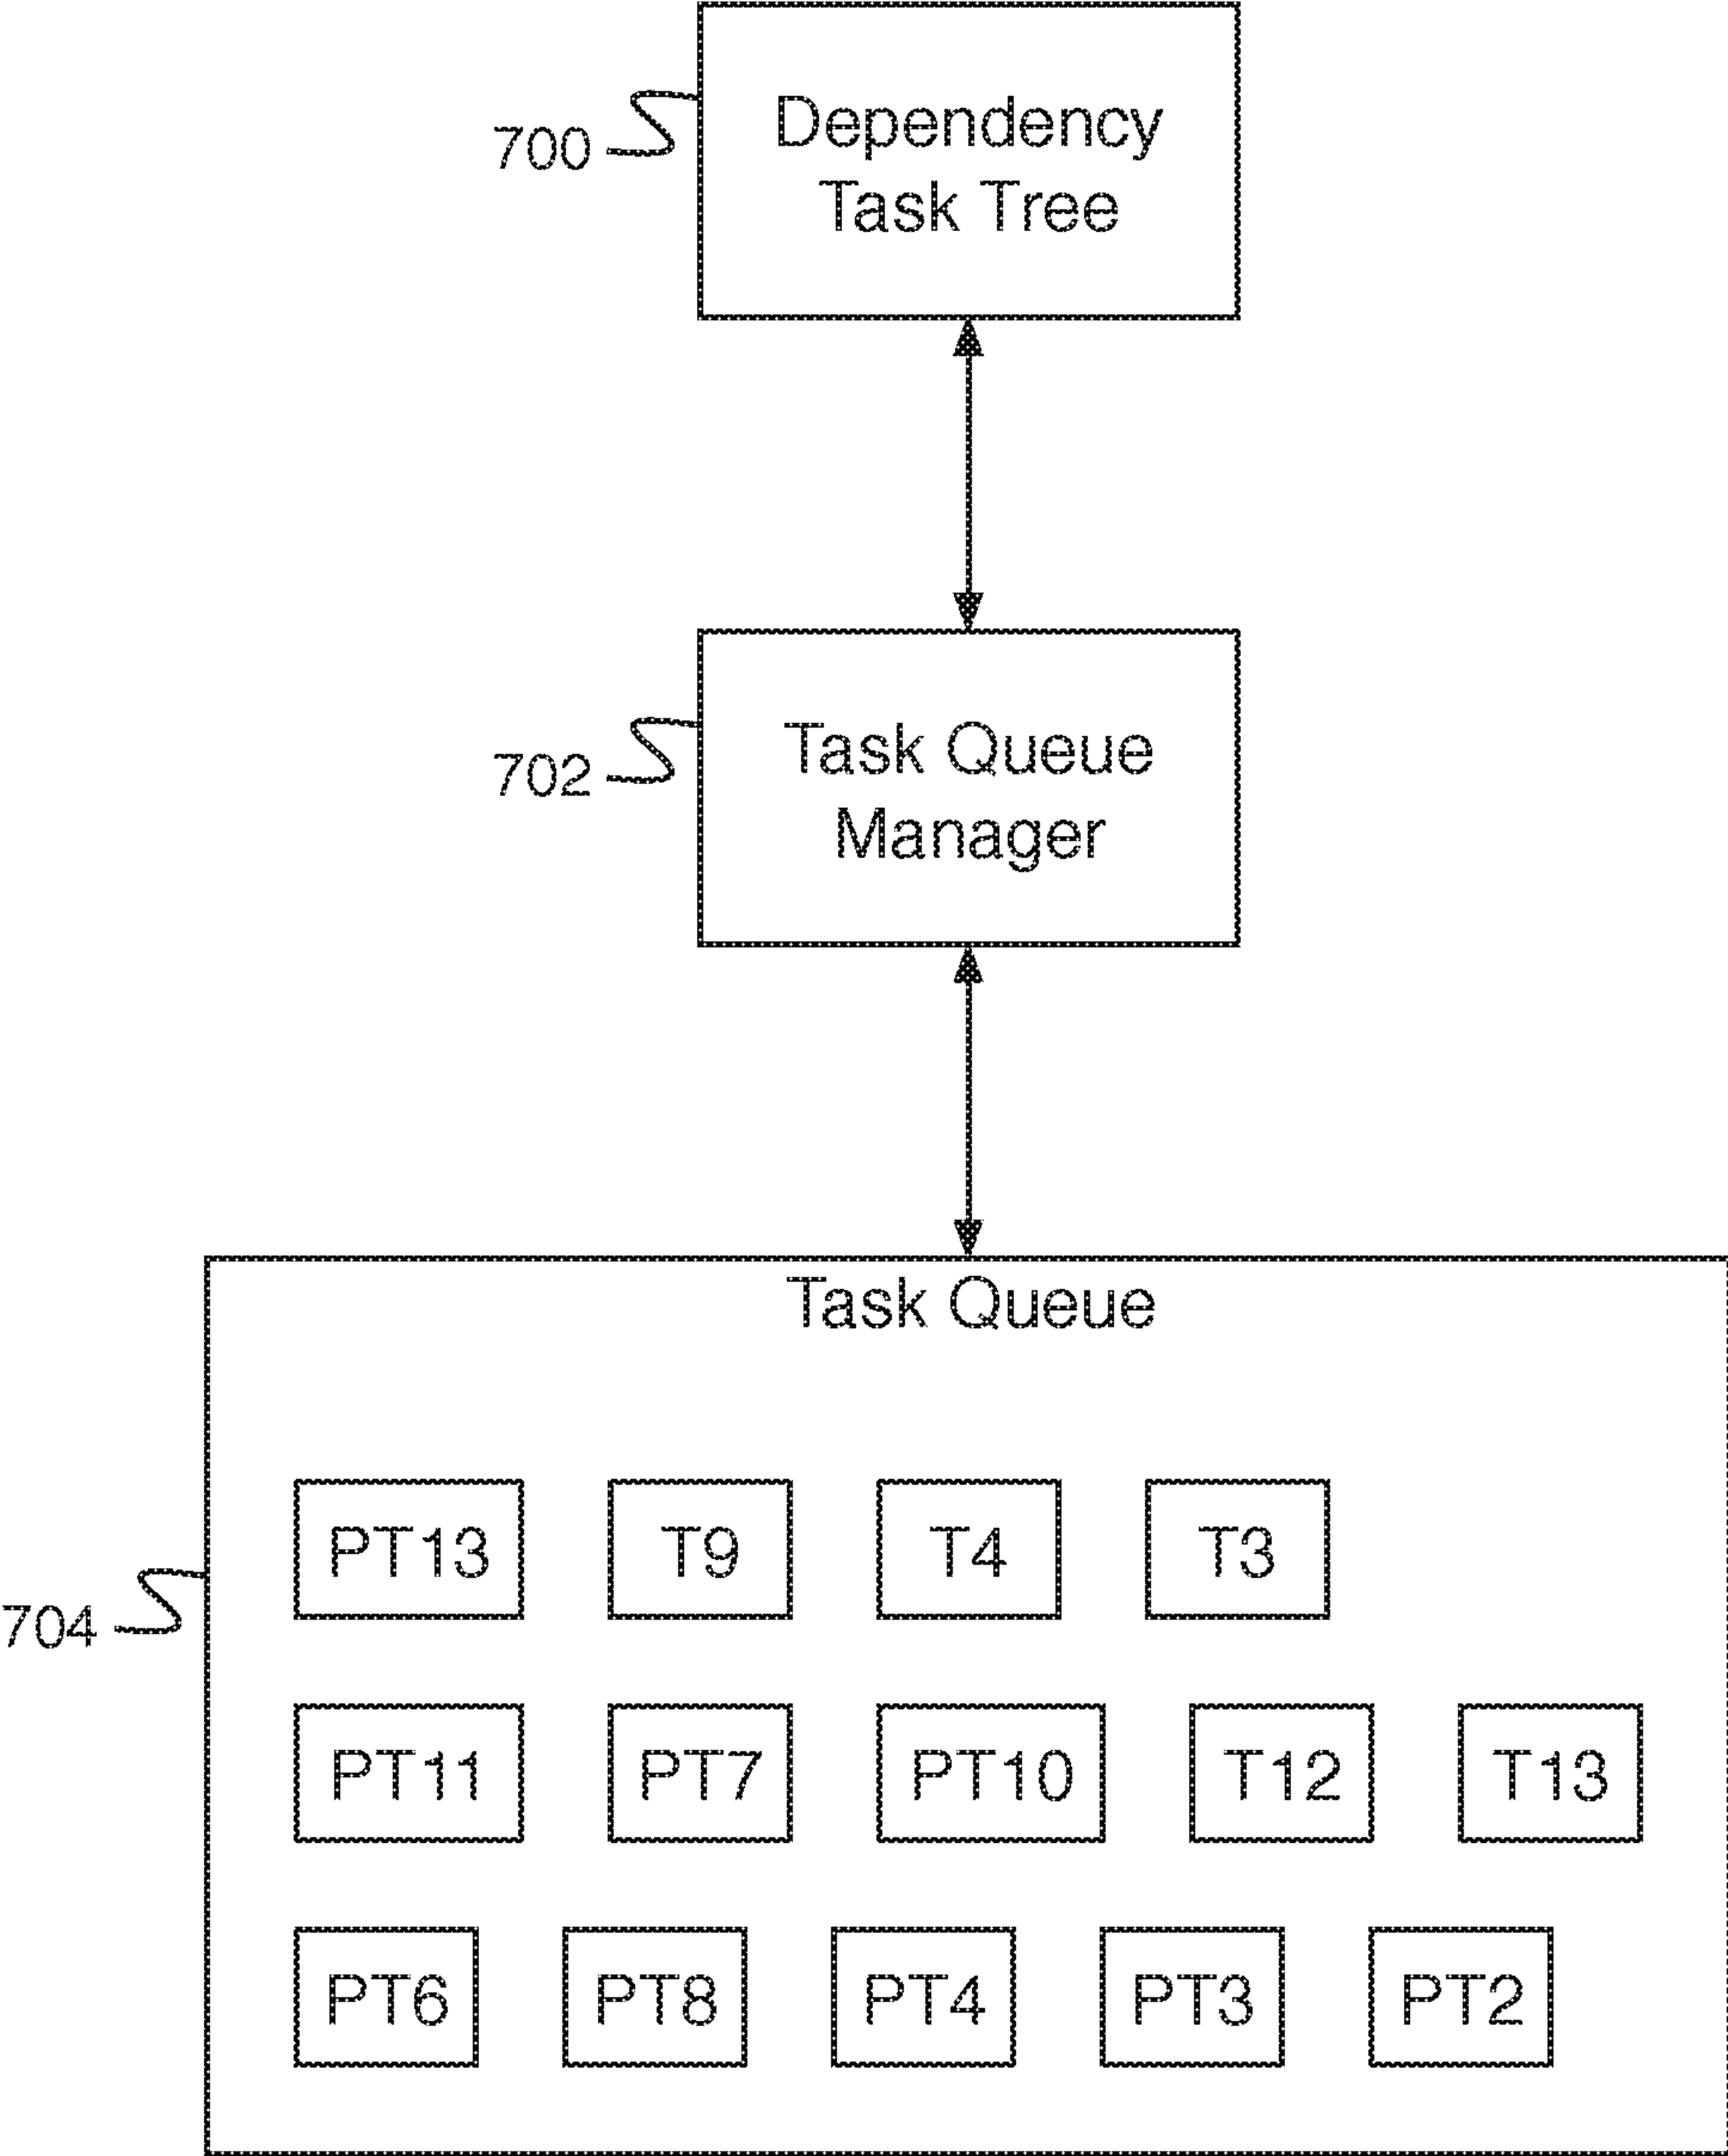 Dependency
Task Tree
700
Task Queue
Manager
702
Task Queue
PT13 T9 T4 T3
704
PT11 PT7 PT10 T12 T13
PT6 PT8 PT4 PT3 PT2